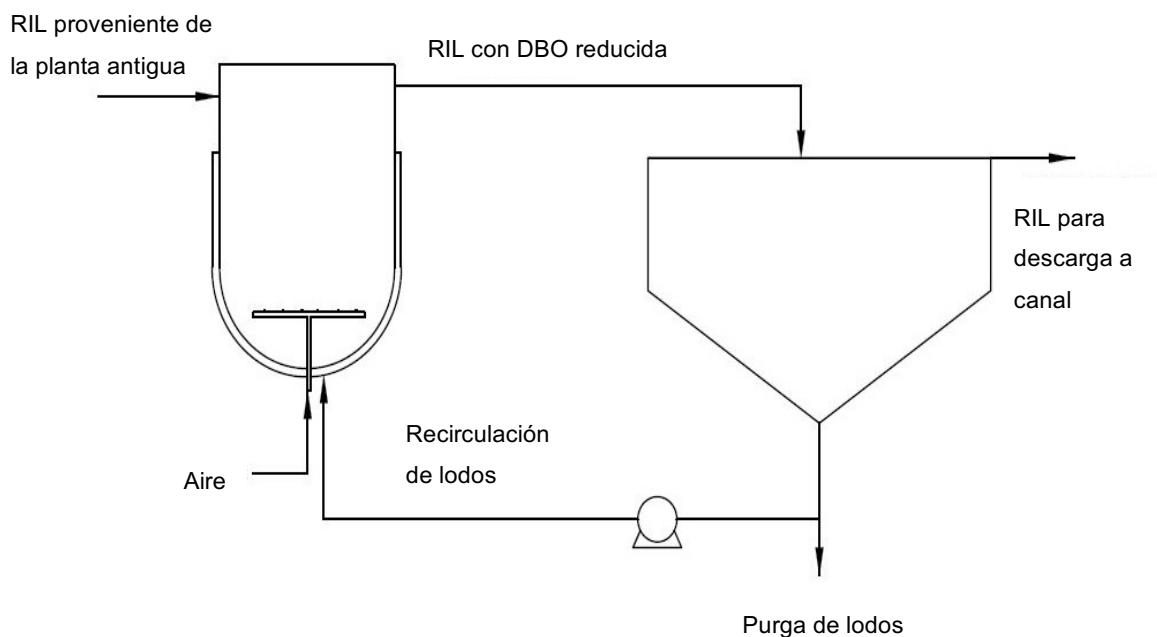 RIL proveniente de
la planta antigua
RIL con DBO reducida
RIL para
descarga a
canal
Recirculación
de lodos
Aire
Purga de lodos